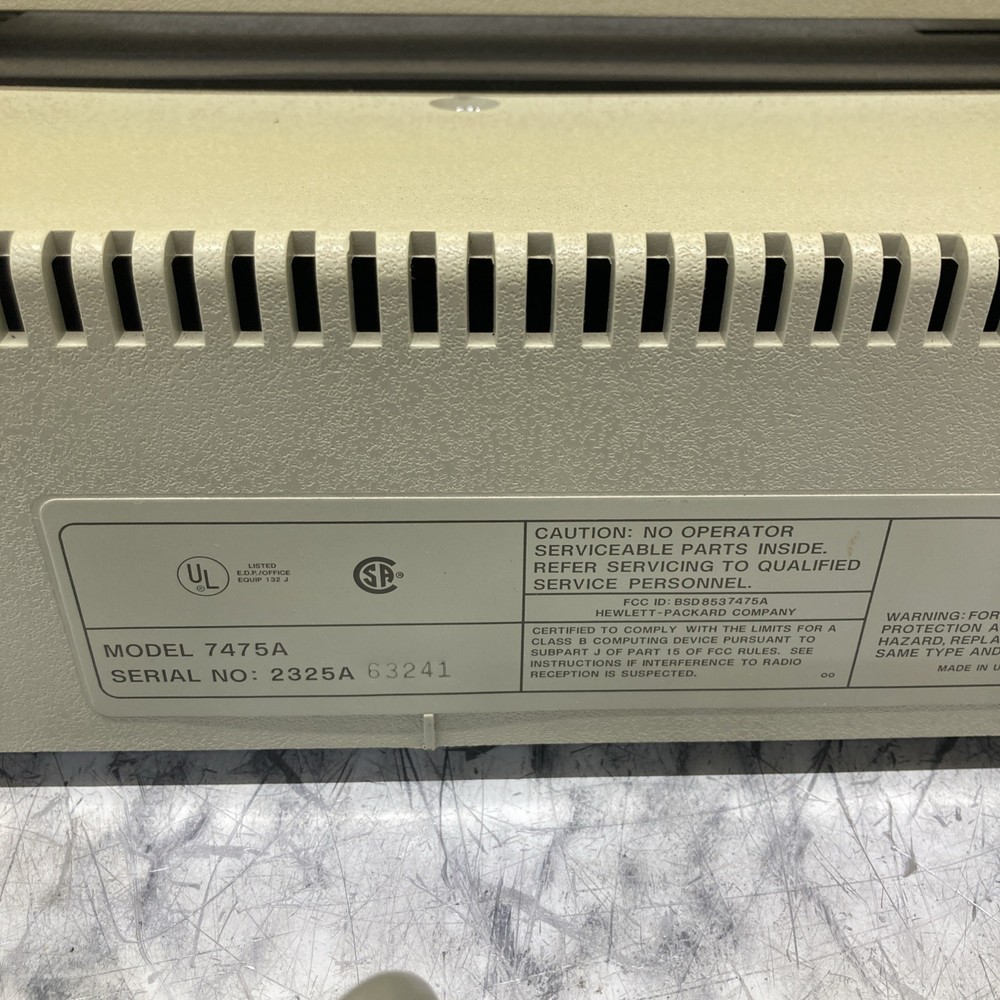 UL
®
LISTED
E.D.P./OFFICE
EQUIP 132 J
SA®
MODEL 7475A
SERIAL NO: 2325A 63241
CAUTION: NO OPERATOR
SERVICEABLE PARTS INSIDE.
REFER SERVICING TO QUALIFIED
SERVICE PERSONNEL.
FCC ID: BSD8537475A
HEWLETT-PACKARD COMPANY
CERTIFIED TO COMPLY WITH THE LIMITS FOR A
CLASS B COMPUTING DEVICE PURSUANT TO
SUBPART J OF PART 15 OF FCC RULES. SEE
INSTRUCTIONS IF INTERFERENCE TO RADIO
RECEPTION IS SUSPECTED.
OO
WARNING: FOR
PROTECTION A
HAZARD, REPLA
SAME TYPE AND
MADE IN U